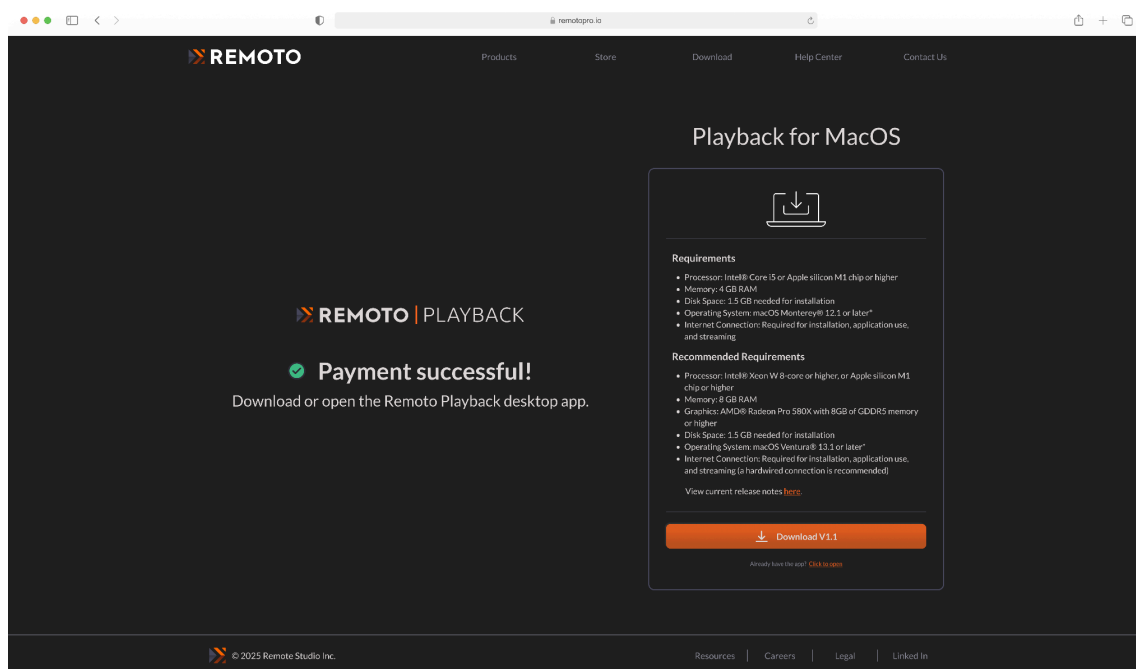 remotopro.io
REMOTO
Products
Store
Download
Help Center
Contact Us
REMOTO | PLAYBACK
Payment successful!
Download or open the Remoto Playback desktop app.
Playback for MacOS
Requirements
• Processor: Intel® Core i5 or Apple silicon M1 chip or higher
• Memory: 4 GB RAM
• Disk Space: 1.5 GB needed for installation
• Operating System: macOS Monterey® 12.1 or later*
• Internet Connection: Required for installation, application use,
and streaming
Recommended Requirements
• Processor: Intel® Xeon W 8-core or higher, or Apple silicon M1
chip or higher
• Memory: 8 GB RAM
• Graphics: AMD® Radeon Pro 580X with 8GB of GDDR5 memory
or higher
• Disk Space: 1.5 GB needed for installation
• Operating System: macOS Ventura® 13.1 or later*
• Internet Connection: Required for installation, application use,
and streaming (a hardwired connection is recommended)
View current release notes here.
Download V1.1
Already have the app? Click to open
© 2025 Remote Studio Inc.
Resources
Careers
Legal
Linked In